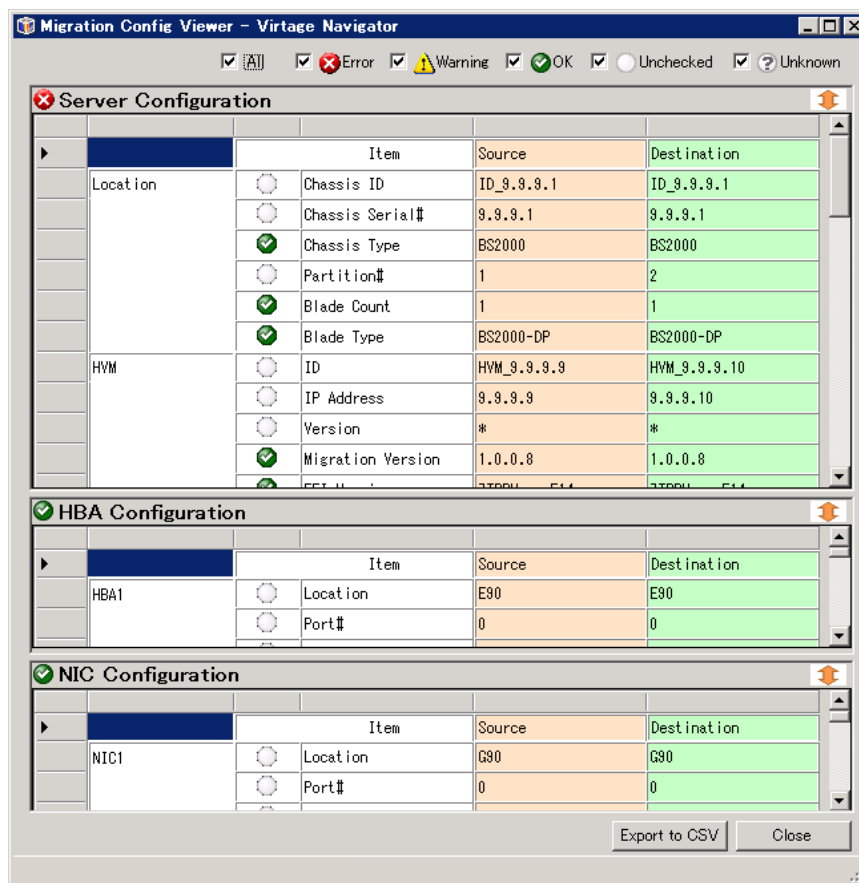 Migration Config Viewer - Virtage Navigator
All Error Warning OK Unchecked Unknown
Server Configuration
Item Source Destination
Location Chassis ID ID_9.9.9.1 ID_9.9.9.1
Chassis Serial# 9.9.9.1 9.9.9.1
Chassis Type BS2000 BS2000
Partition# 1 2
Blade Count 1 1
Blade Type BS2000-DP BS2000-DP
HVM ID HVM_9.9.9.9 HVM_9.9.9.10
IP Address 9.9.9.9 9.9.9.10
Version * *
Migration Version 1.0.0.8 1.0.0.8
HBA Configuration
Item Source Destination
HBA1 Location E90 E90
Port# 0 0
NIC Configuration
Item Source Destination
NIC1 Location G90 G90
Port# 0 0
Export to CSV Close